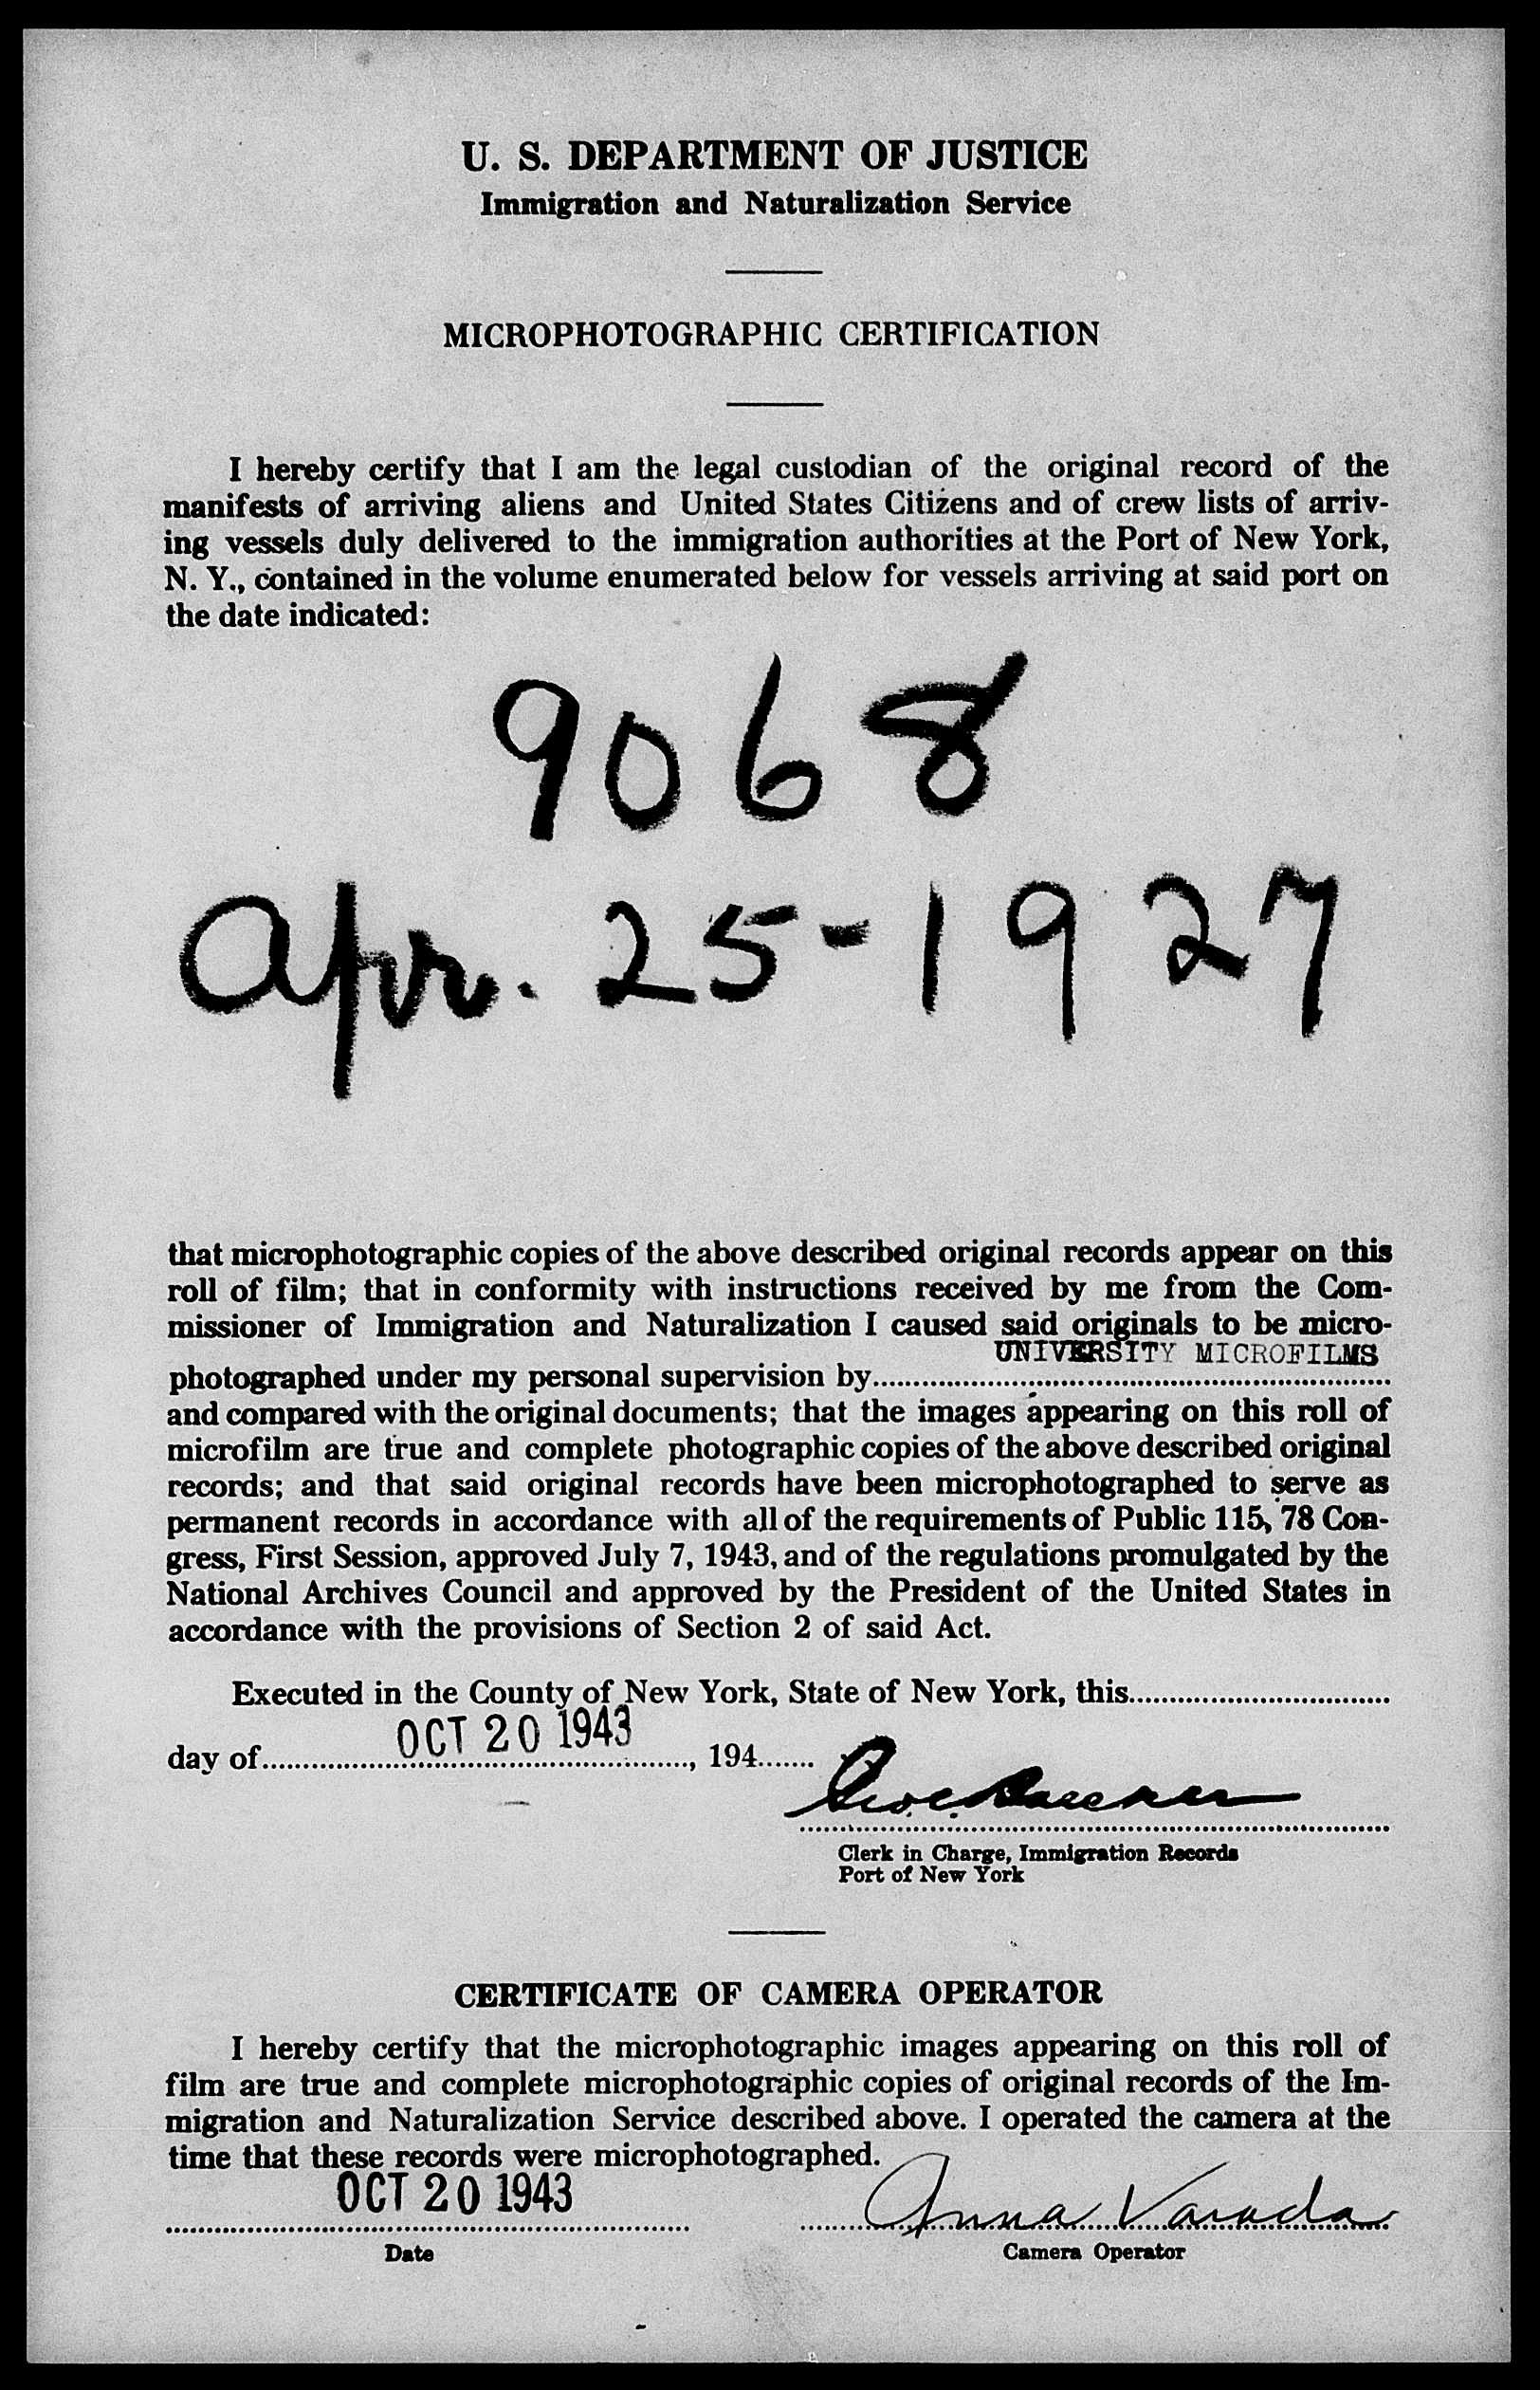 U. S. DEPARTMENT OF JUSTICE
Immigration and Naturalization Service
MICROPHOTOGRAPHIC CERTIFICATION
I hereby certify that I am the legal custodian of the original record of the
manifests of arriving aliens and United States Citizens and of crew lists of arriv-
ing vessels duly delivered to the immigration authorities at the Port of New York,
N. Y., contained in the volume enumerated below for vessels arriving at said port on
the date indicated:
9068
Apr. 25-1927
that microphotographic copies of the above described original records appear on this
roll of film; that in conformity with instructions received by me from the Com-
missioner of Immigration and Naturalization I caused said originals to be micro-
UNIVERSITY MICROFILMS
photographed under my personal supervision by
and compared with the original documents; that the images appearing on this roll of
microfilm are true and complete photographic copies of the above described original
records; and that said original records have been microphotographed to serve as
permanent records in accordance with all of the requirements of Public 115, 78 Con-
gress, First Session, approved July 7, 1943, and of the regulations promulgated by the
National Archives Council and approved by the President of the United States in
accordance with the provisions of Section 2 of said Act.
Executed in the County of New York, State of New York, this
OCT 20 1943
day of , 194
Clerk in Charge, Immigration Records
Port of New York
CERTIFICATE OF CAMERA OPERATOR
I hereby certify that the microphotographic images appearing on this roll of
film are true and complete microphotographic copies of original records of the Im-
migration and Naturalization Service described above. I operated the camera at the
time that these records were microphotographed.
OCT 20 1943 Anna Varada
Date Camera Operator